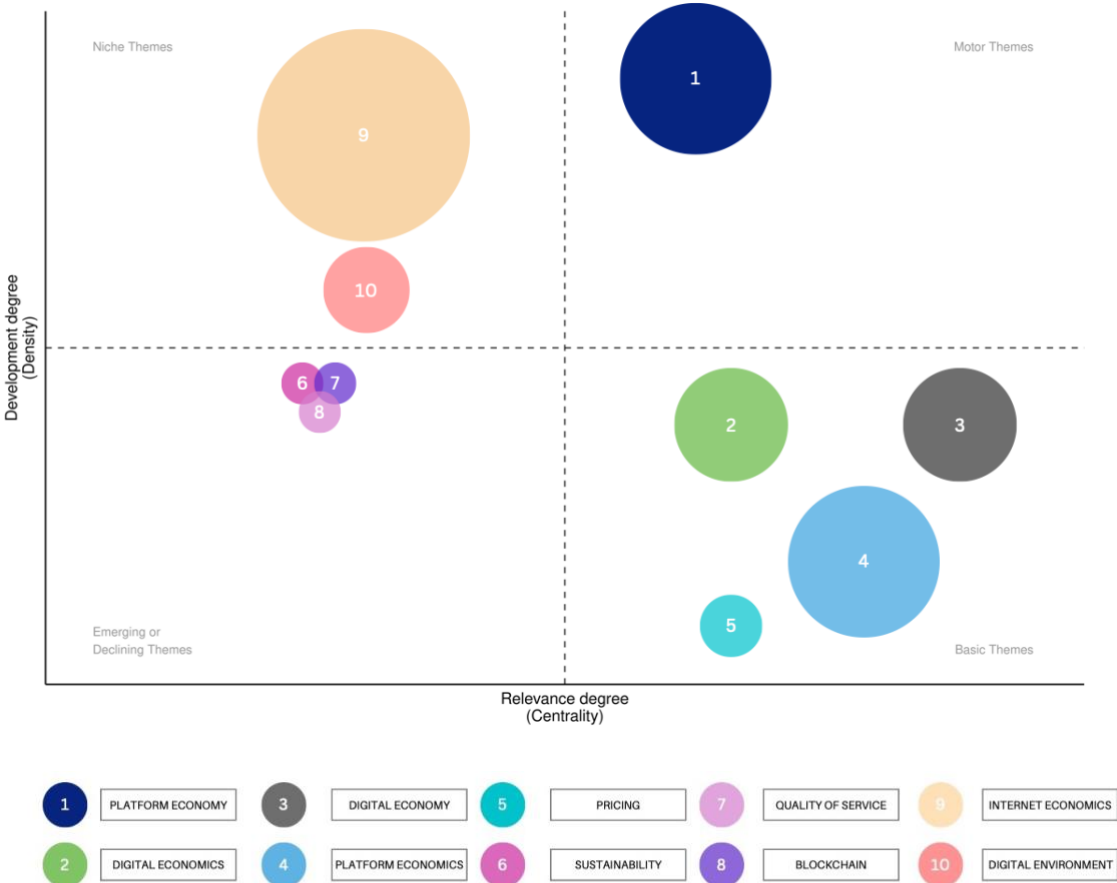 Niche Themes
Motor Themes
1
9
10
Development degree
(Density)
6
7
8
2
3
4
5
Emerging or
Declining Themes
Basic Themes
Relevance degree
(Centrality)
1 PLATFORM ECONOMY 3 DIGITAL ECONOMY 5 PRICING 7 QUALITY OF SERVICE 9 INTERNET ECONOMICS
2 DIGITAL ECONOMICS 4 PLATFORM ECONOMICS 6 SUSTAINABILITY 8 BLOCKCHAIN 10 DIGITAL ENVIRONMENT